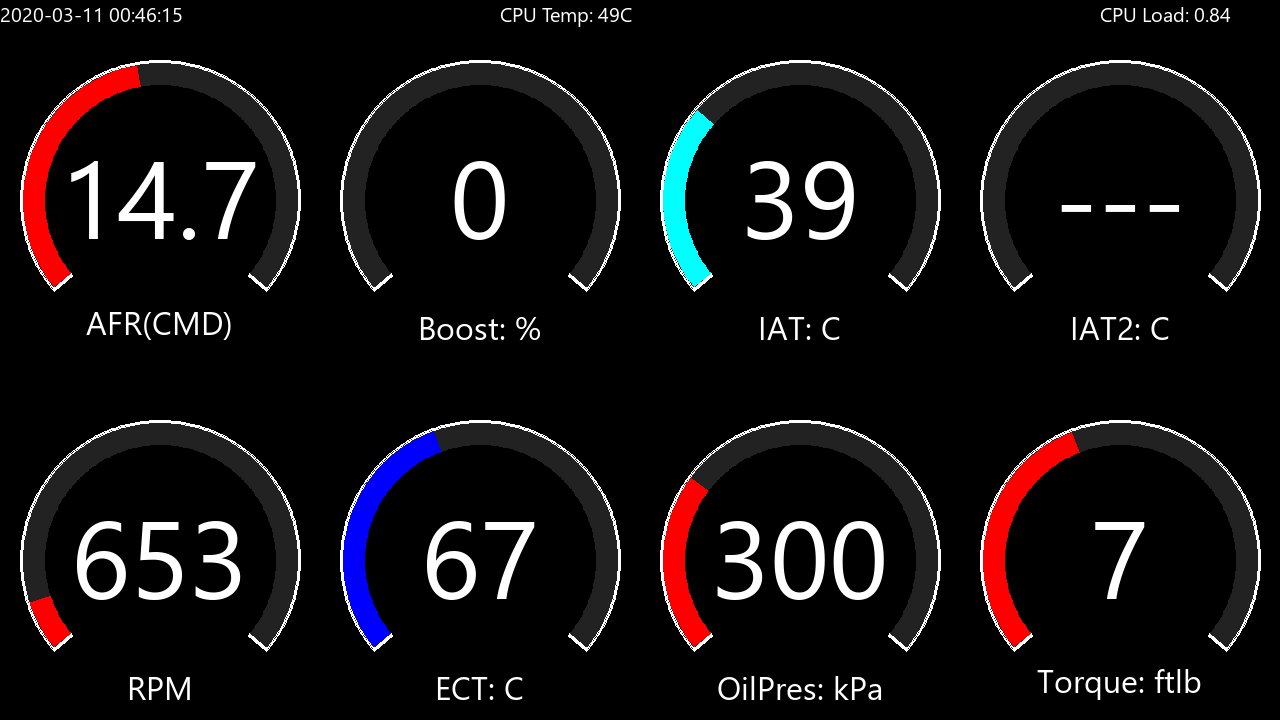 2020-03-11 00:46:15
CPU Temp: 49C
CPU Load: 0.84
14.7
AFR(CMD)
0
Boost: %
39
IAT: C
---
IAT2: C
653
RPM
67
ECT: C
300
OilPres: kPa
7
Torque: ftlb